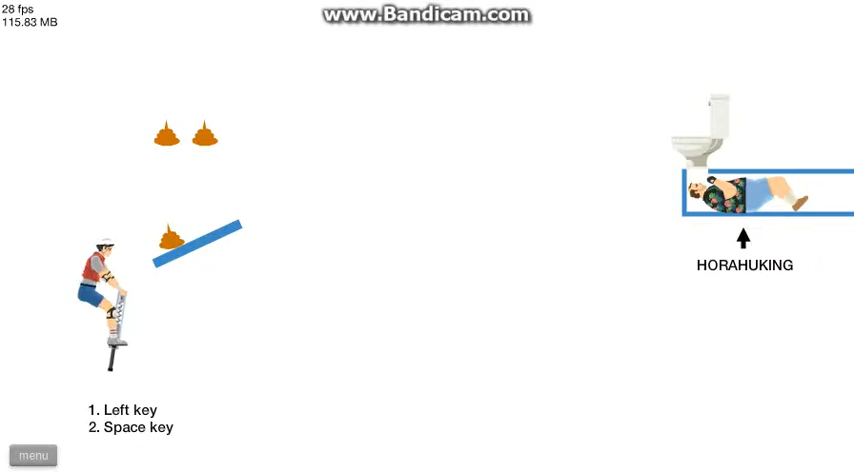 28 fps
115.83 MB
www.Bandicam.com
HORAHUKING
1. Left key
2. Space key
menu